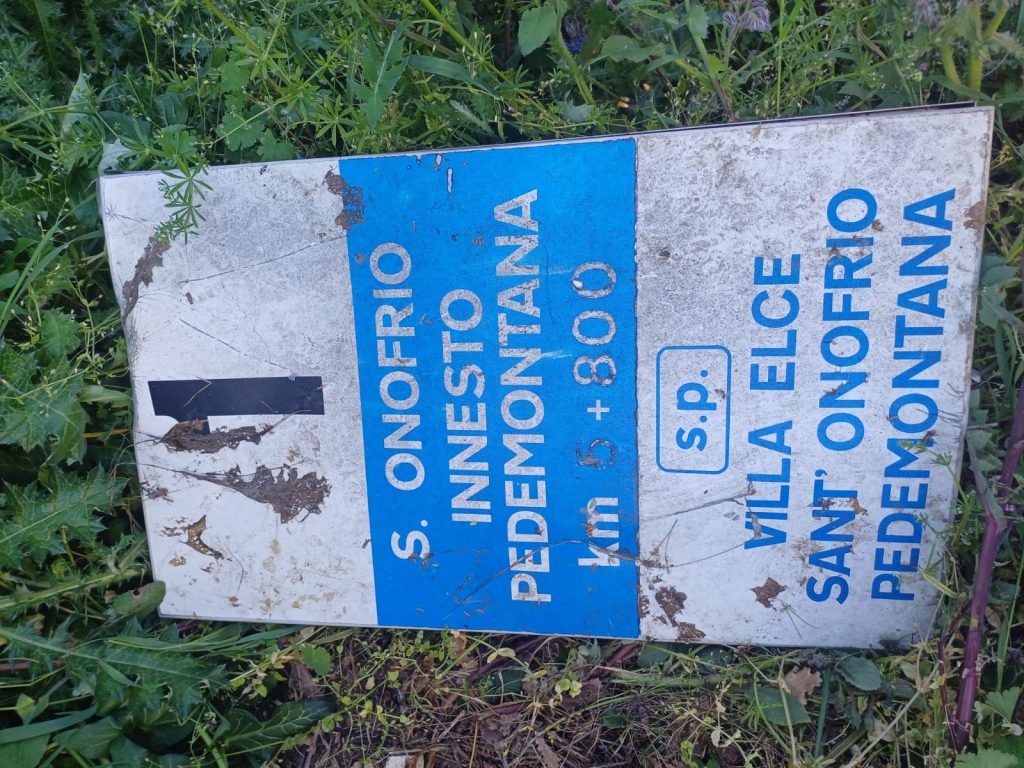 1
S. ONOFRIO
INNESTO
PEDEMONTANA
km 5+800
s.p.
VILLA ELCE
SANT' ONOFRIO
PEDEMONTANA